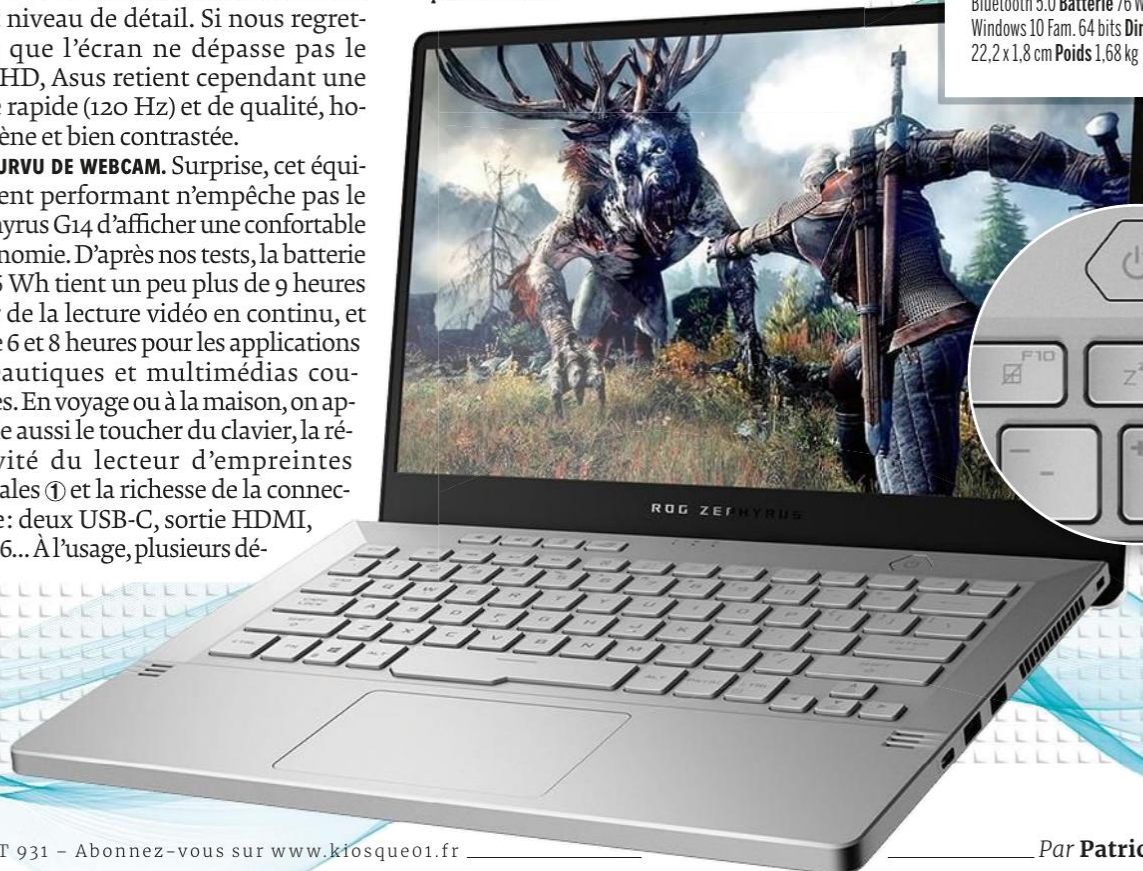 niveau de détail. Si nous regret-
que l'écran ne dépasse pas le
HD, Asus retient cependant une
rapide (120 Hz) et de qualité, ho-
ène et bien contrastée.
URVU DE WEBCAM. Surprise, cet équi-
ent performant n'empêche pas le
hyrus G14 d'afficher une confortable
nomie. D'après nos tests, la batterie
6 Wh tient un peu plus de 9 heures
de la lecture vidéo en continu, et
e 6 et 8 heures pour les applications
eautiques et multimédias cou-
es. En voyage ou à la maison, on ap-
ie aussi le toucher du clavier, la ré-
vité du lecteur d'empreintes
ales ① et la richesse de la connec-
e: deux USB-C, sortie HDMI,
6... À l'usage, plusieurs dé-
Bluetooth 5.0 Batterie 76 W
Windows 10 Fam. 64 bits Dim
22,2 x 1,8 cm Poids 1,68 kg
F10
Z
ROG ZEPHYRUS
T 931 – Abonnez-vous sur www.kiosque01.fr
Par Patric